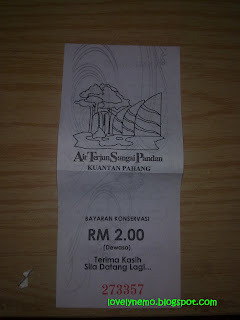 Air Terjun Sungai Pandan
KUANTAN PAHANG
BAYARAN KONSERVASI
RM 2.00
(Dewasa)
Terima Kasih
Sila Datang Lagi...
273357
lovelynemo.blogspot.com